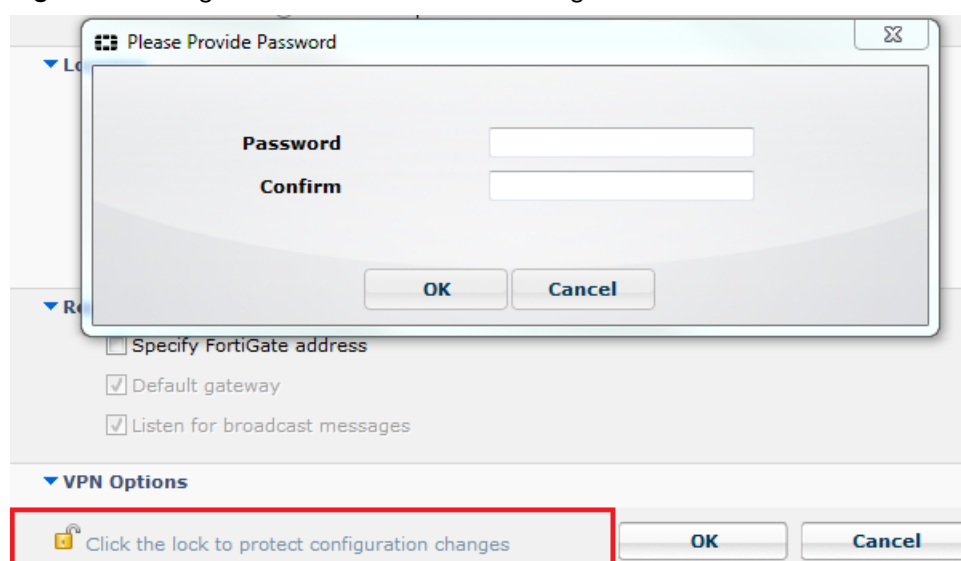 Please Provide Password
Password
Confirm
OK Cancel
Specify FortiGate address
Default gateway
Listen for broadcast messages
VPN Options
Click the lock to protect configuration changes
OK Cancel